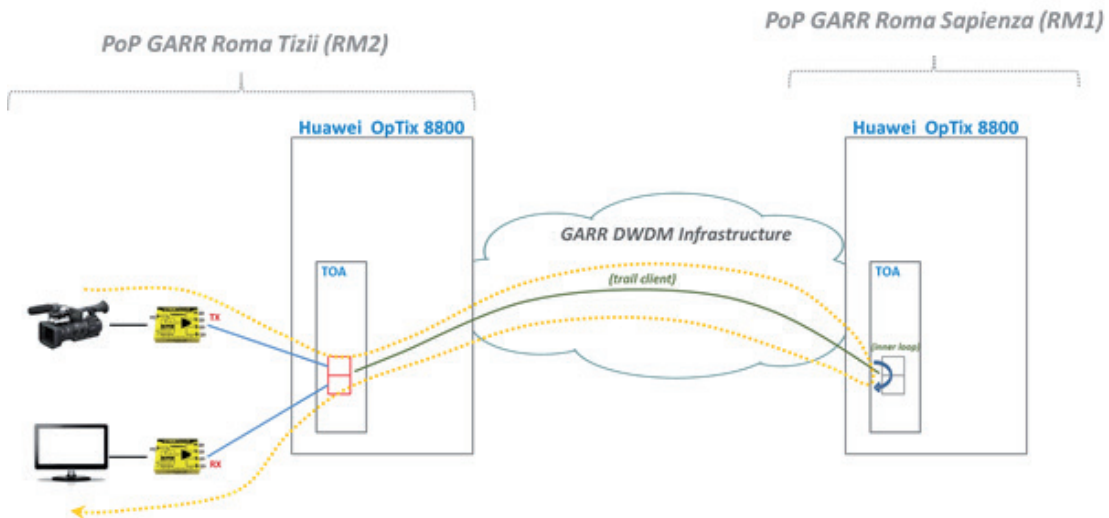 PoP GARR Roma Tizii (RM2)
PoP GARR Roma Sapienza (RM1)
Huawei OpTix 8800
Huawei OpTix 8800
GARR DWDM Infrastructure
TOA
TOA
(trail client)
TX
(inner loop)
RX